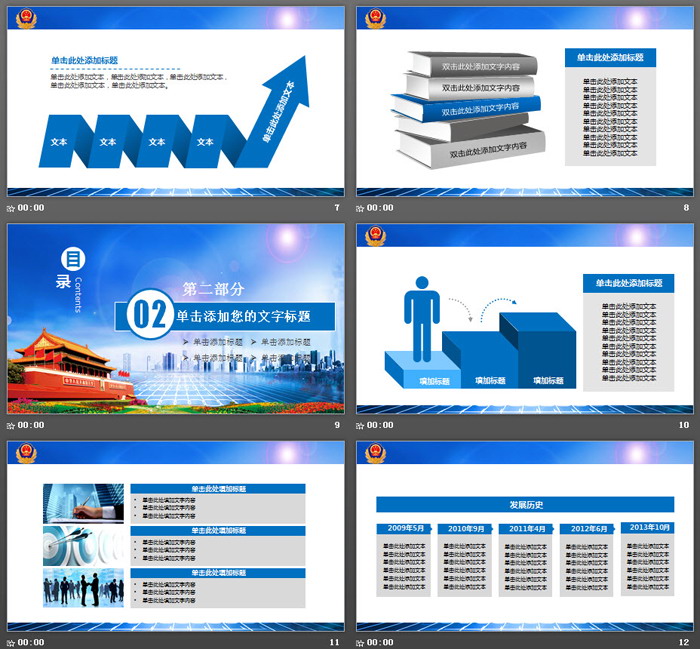 单击此处添加标题
单击此处添加文本，单击此处添加文本，单击此处添加文本，
单击此处添加文本，单击此处添加文本。
文本
文本
文本
文本
单击此处添加文本
00:00
7
双击此处添加文字内容
双击此处添加文字内容
双击此处添加文字内容
双击此处添加文字内容
单击此处添加标题
单击此处添加文本
单击此处添加文本
单击此处添加文本
单击此处添加文本
单击此处添加文本
单击此处添加文本
单击此处添加文本
单击此处添加文本
单击此处添加文本
单击此处添加文本
00:00
8
目
录
Contents
第二部分
02
单击添加您的文字标题
➢ 单击添加标题 ➢ 单击添加标题
➢ 单击添加标题 ➢ 单击添加标题
00:00
9
填加标题
填加标题
填加标题
单击此处添加标题
单击此处添加文本
单击此处添加文本
单击此处添加文本
单击此处添加文本
单击此处添加文本
单击此处添加文本
单击此处添加文本
单击此处添加文本
单击此处添加文本
单击此处添加文本
00:00
10
单击此处填加标题
• 单击此处填加文字内容
• 单击此处填加文字内容
• 单击此处填加文字内容
单击此处填加标题
• 单击此处填加文字内容
• 单击此处填加文字内容
• 单击此处填加文字内容
单击此处填加标题
• 单击此处填加文字内容
• 单击此处填加文字内容
• 单击此处填加文字内容
00:00
11
发展历史
2009年5月
单击此处添加文本
单击此处添加文本
单击此处添加文本
单击此处添加文本
单击此处添加文本
单击此处添加文本
2010年9月
单击此处添加文本
单击此处添加文本
单击此处添加文本
单击此处添加文本
单击此处添加文本
单击此处添加文本
2011年4月
单击此处添加文本
单击此处添加文本
单击此处添加文本
单击此处添加文本
单击此处添加文本
单击此处添加文本
2012年6月
单击此处添加文本
单击此处添加文本
单击此处添加文本
单击此处添加文本
单击此处添加文本
单击此处添加文本
2013年10月
单击此处添加文本
单击此处添加文本
单击此处添加文本
单击此处添加文本
单击此处添加文本
单击此处添加文本
00:00
12